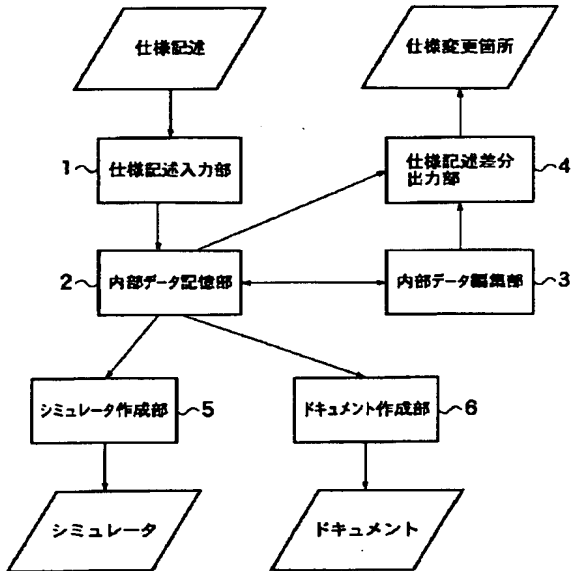 仕様記述
仕様変更箇所
1 仕様記述入力部
仕様記述差分
出力部 4
2 内部データ記憶部
内部データ編集部 3
シミュレータ作成部 5
ドキュメント作成部 6
シミュレータ
ドキュメント